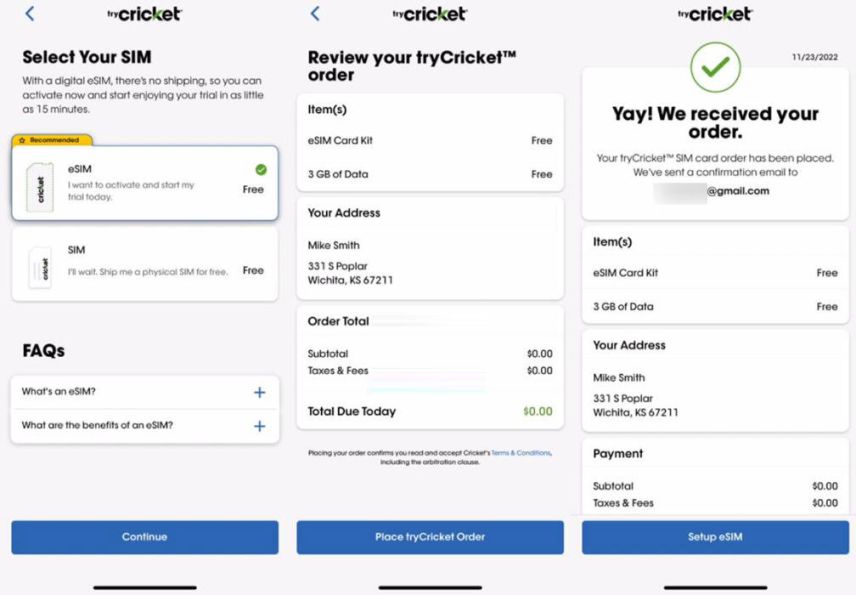 trycricket
Select Your SIM
With a digital eSIM, there's no shipping, so you can
activate now and start enjoying your trial in as little
as 15 minutes.
Recommended
cricket
eSIM
I want to activate and start my
trial today.
Free
cricket
SIM
I'll wait. Ship me a physical SIM for free.
Free
FAQs
What's an eSIM?
+
What are the benefits of an eSIM?
+
Continue
trycricket
Review your tryCricket™
order
Item(s)
eSIM Card Kit Free
3 GB of Data Free
Your Address
Mike Smith
331 S Poplar
Wichita, KS 67211
Order Total
Subtotal $0.00
Taxes & Fees $0.00
Total Due Today $0.00
Placing your order confirms you read and accept Cricket's Terms & Conditions,
including the arbitration clause.
Place tryCricket Order
trycricket
11/23/2022
Yay! We received your
order.
Your tryCricket™ SIM card order has been placed.
We've sent a confirmation email to
@gmail.com
Item(s)
eSIM Card Kit Free
3 GB of Data Free
Your Address
Mike Smith
331 S Poplar
Wichita, KS 67211
Payment
Subtotal $0.00
Taxes & Fees $0.00
Setup eSIM